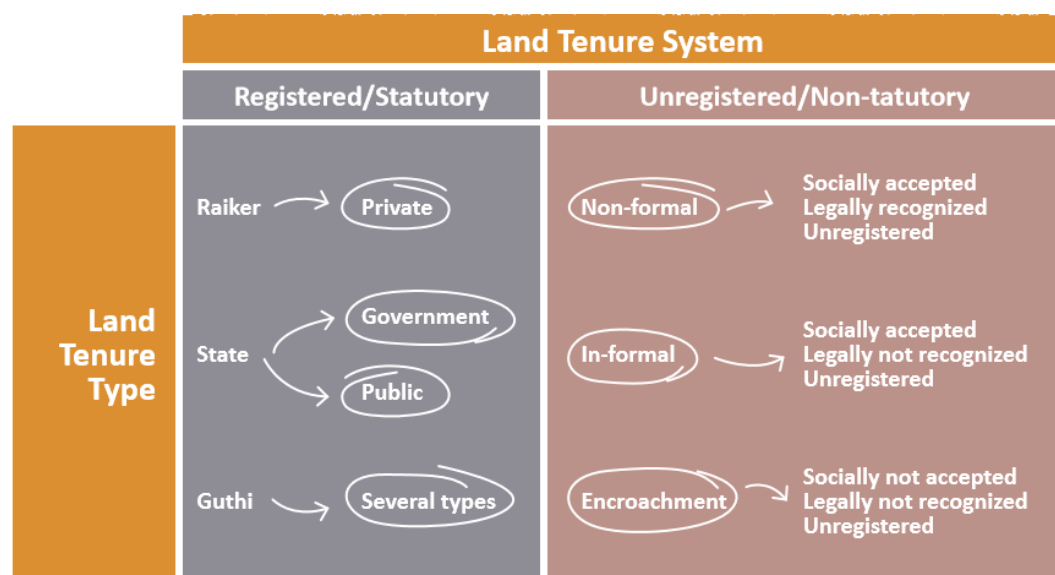 Land Tenure System
Registered/Statutory
Unregistered/Non-tatutory
Land
Tenure
Type
Raiker
Private
State
Government
Public
Guthi
Several types
Non-formal
Socially accepted
Legally recognized
Unregistered
In-formal
Socially accepted
Legally not recognized
Unregistered
Encroachment
Socially not accepted
Legally not recognized
Unregistered